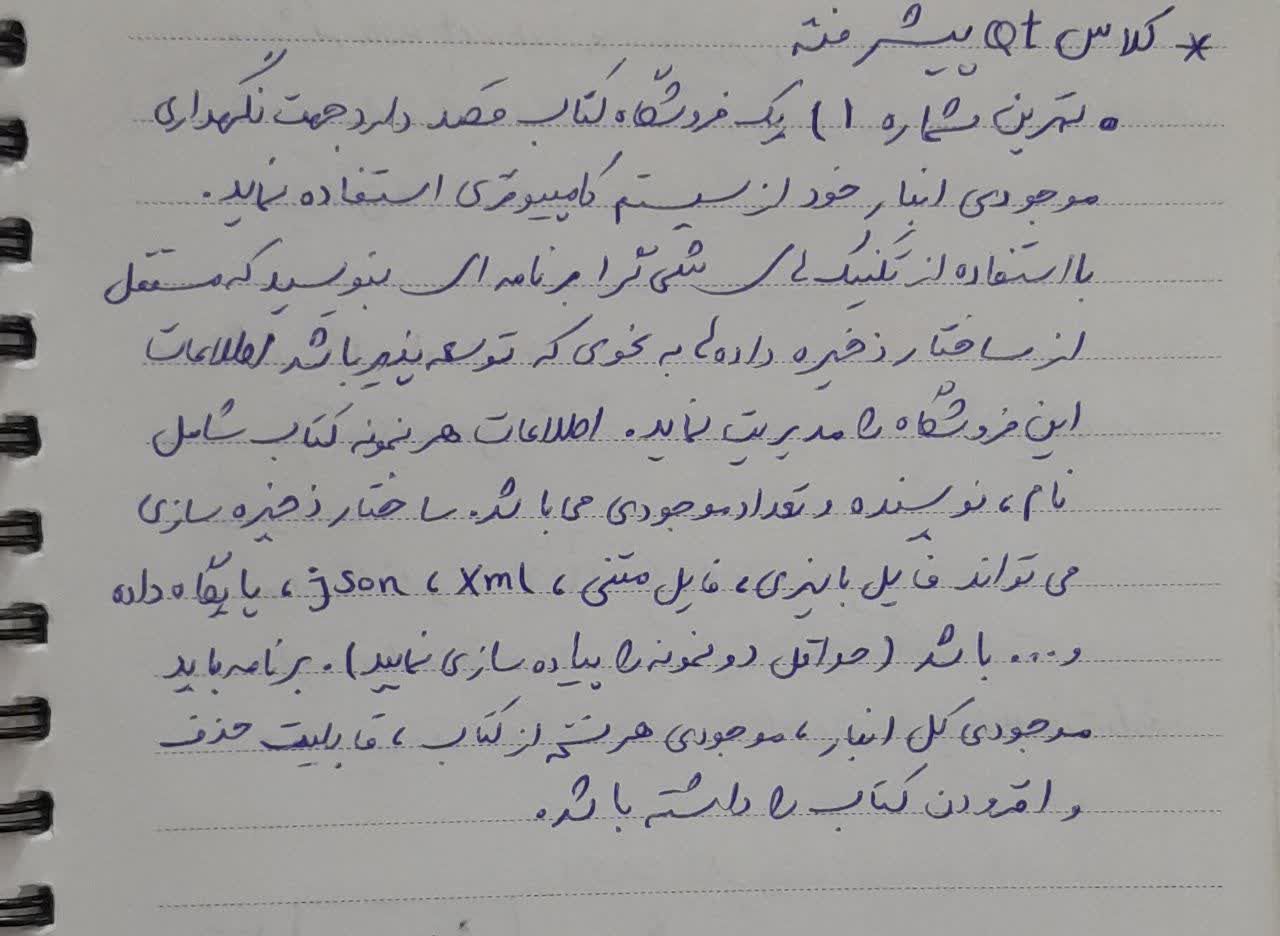 * کلاس Qt پیشرفته
• تمرین شماره ۱) یک فروشگاه کتاب قصد دارد جهت نگهداری
موجودی انبار خود از سیستم کامپیوتری استفاده نماید.
با استفاده از تکنیک های شی گرا برنامه ای بنویسید که مستقل
از ساختار ذخیره داده ها به نحوی که توسعه پذیر باشد اطلاعات
این فروشگاه را مدیریت نماید. اطلاعات هر نمونه کتاب شامل
نام، نویسنده و تعداد موجودی می باشد. ساختار ذخیره سازی
می تواند فایل باینری، فایل متنی، json ، xml، پایگاه داده
و... باشد (حداقل دو نمونه را پیاده سازی نمایید). برنامه باید
موجودی کل انبار، موجودی هر نسخه از کتاب، قابلیت حذف
و افزودن کتاب را داشته باشد.